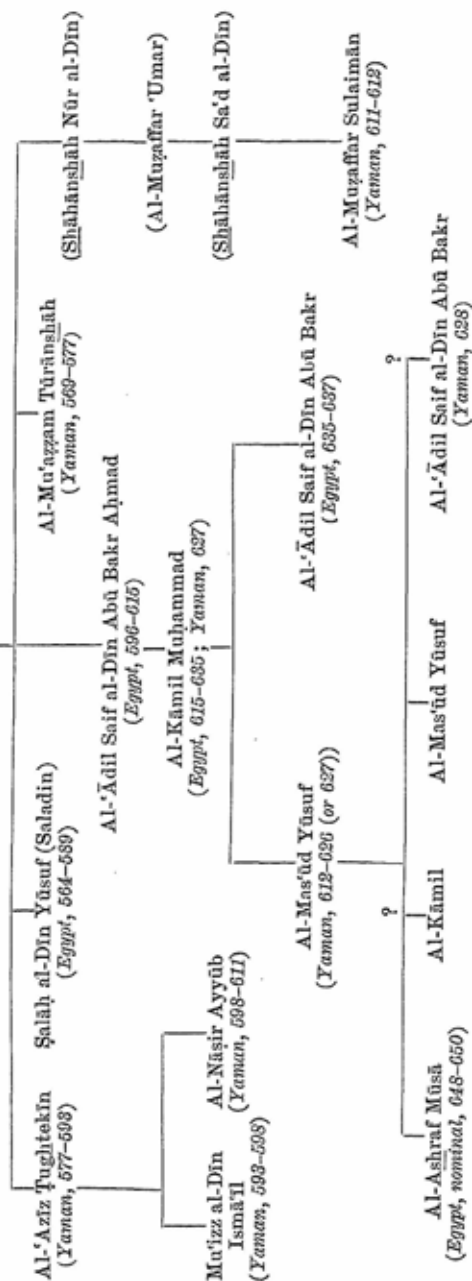 Al-‘Azīz Ṭughtekīn
(Yaman, 577–593)
Ṣalāḥ al-Dīn Yūsuf (Saladin)
(Egypt, 564–589)
Al-Mu‘aẓẓam Tūrānshāh
(Yaman, 569–577)
(Shāhānshāh Nūr al-Dīn)
Al-‘Ādil Saif al-Dīn Abū Bakr Aḥmad
(Egypt, 596–615)
(Al-Muẓaffar ‘Umar)
Mu‘izz al-Dīn
Ismā‘īl
(Yaman, 593–598)
Al-Nāṣir Ayyūb
(Yaman, 598–611)
Al-Kāmil Muḥammad
(Egypt, 615–635; Yaman, 627)
(Shāhānshāh Sa‘d al-Dīn)
Al-Mas‘ūd Yūsuf
(Yaman, 612–626 (or 627))
Al-‘Ādil Saif al-Dīn Abū Bakr
(Egypt, 635–637)
Al-Muẓaffar Sulaimān
(Yaman, 611–612)
?
?
Al-Ashraf Mūsā
(Egypt, nominal, 648–650)
Al-Kāmil
Al-Mas‘ūd Yūsuf
Al-‘Ādil Saif al-Dīn Abū Bakr
(Yaman, 628)